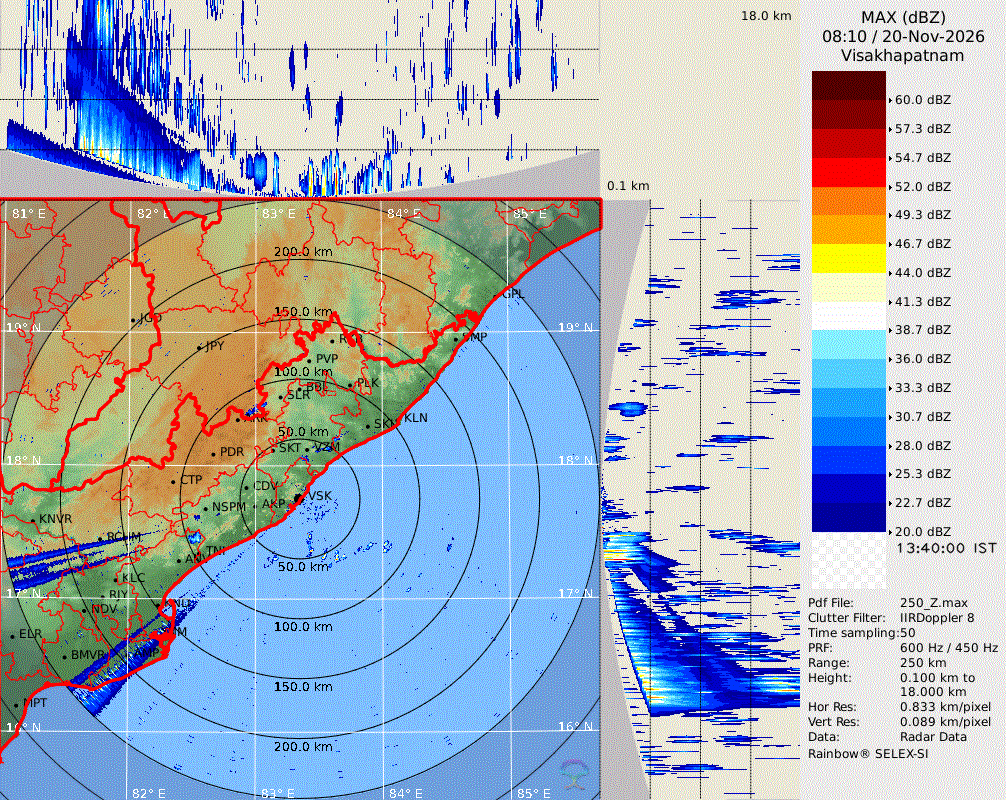 18.0 km
MAX (dBZ)
08:10 / 20-Nov-2026
Visakhapatnam
60.0 dBZ
57.3 dBZ
54.7 dBZ
52.0 dBZ
49.3 dBZ
46.7 dBZ
44.0 dBZ
41.3 dBZ
38.7 dBZ
36.0 dBZ
33.3 dBZ
30.7 dBZ
28.0 dBZ
25.3 dBZ
22.7 dBZ
20.0 dBZ
13:40:00 IST
Pdf File: 250_Z.max
Clutter Filter: IIRDoppler 8
Time sampling:50
PRF: 600 Hz / 450 Hz
Range: 250 km
Height: 0.100 km to
18.000 km
Hor Res: 0.833 km/pixel
Vert Res: 0.089 km/pixel
Data: Radar Data
Rainbow® SELEX-SI
0.1 km
81° E 82° E 83° E 84° E 85° E
200.0 km
GPL
150.0 km
JGD
19° N 19° N
SMP
JPY
PVP
100.0 km
BBL PLK
SLR
KLN
50.0 km
SKT VZM
PDR
18° N 18° N
CTP
CDV
VSK
NSPM AKP
KNVR
TNI
50.0 km
KLC
RJY
17° N 17° N
NDV
100.0 km
ELR
BMVR
150.0 km
MPT
16° N 16° N
200.0 km
82° E 83° E 84° E 85° E